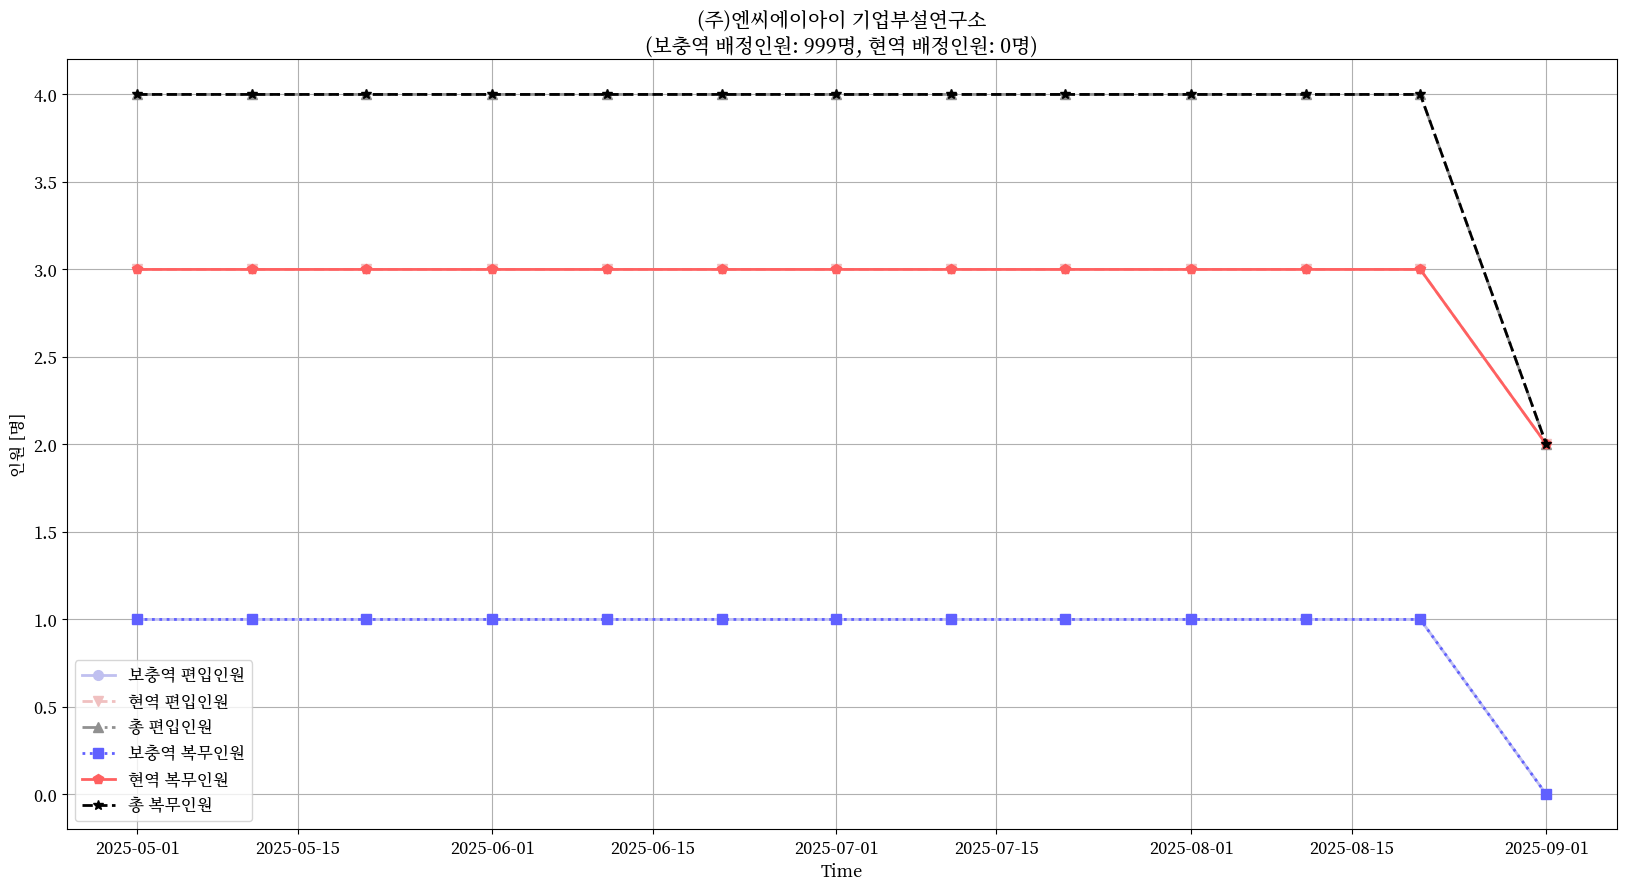 (주)엔씨에이아이 기업부설연구소
(보충역 배정인원: 999명, 현역 배정인원: 0명)
인원 [명]
4.0
3.5
3.0
2.5
2.0
1.5
1.0
0.5
0.0
보충역 편입인원
현역 편입인원
총 편입인원
보충역 복무인원
현역 복무인원
총 복무인원
2025-05-01 2025-05-15 2025-06-01 2025-06-15 2025-07-01 2025-07-15 2025-08-01 2025-08-15 2025-09-01
Time